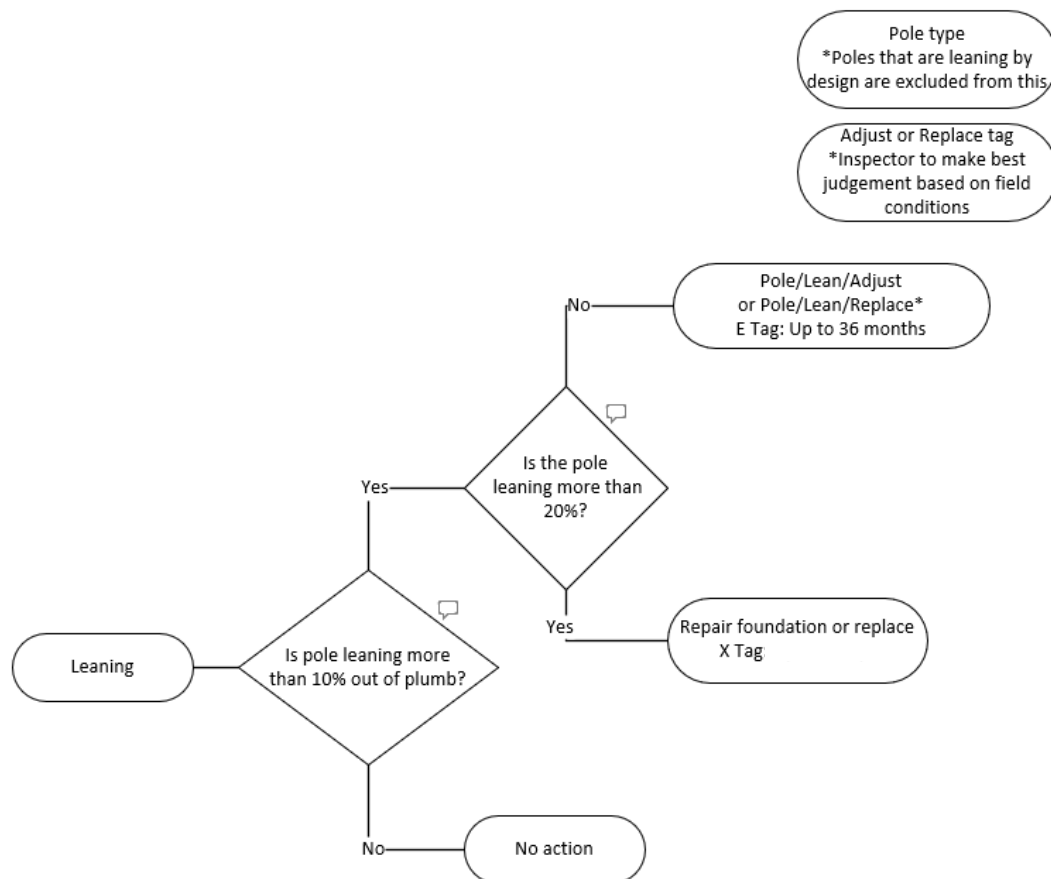 Pole type
*Poles that are leaning by
design are excluded from this
Adjust or Replace tag
*Inspector to make best
judgement based on field
conditions
No
Pole/Lean/Adjust
or Pole/Lean/Replace*
E Tag: Up to 36 months
Is the pole
leaning more than
20%?
Yes
Yes
Repair foundation or replace
X Tag
Leaning
Is pole leaning more
than 10% out of plumb?
No
No action